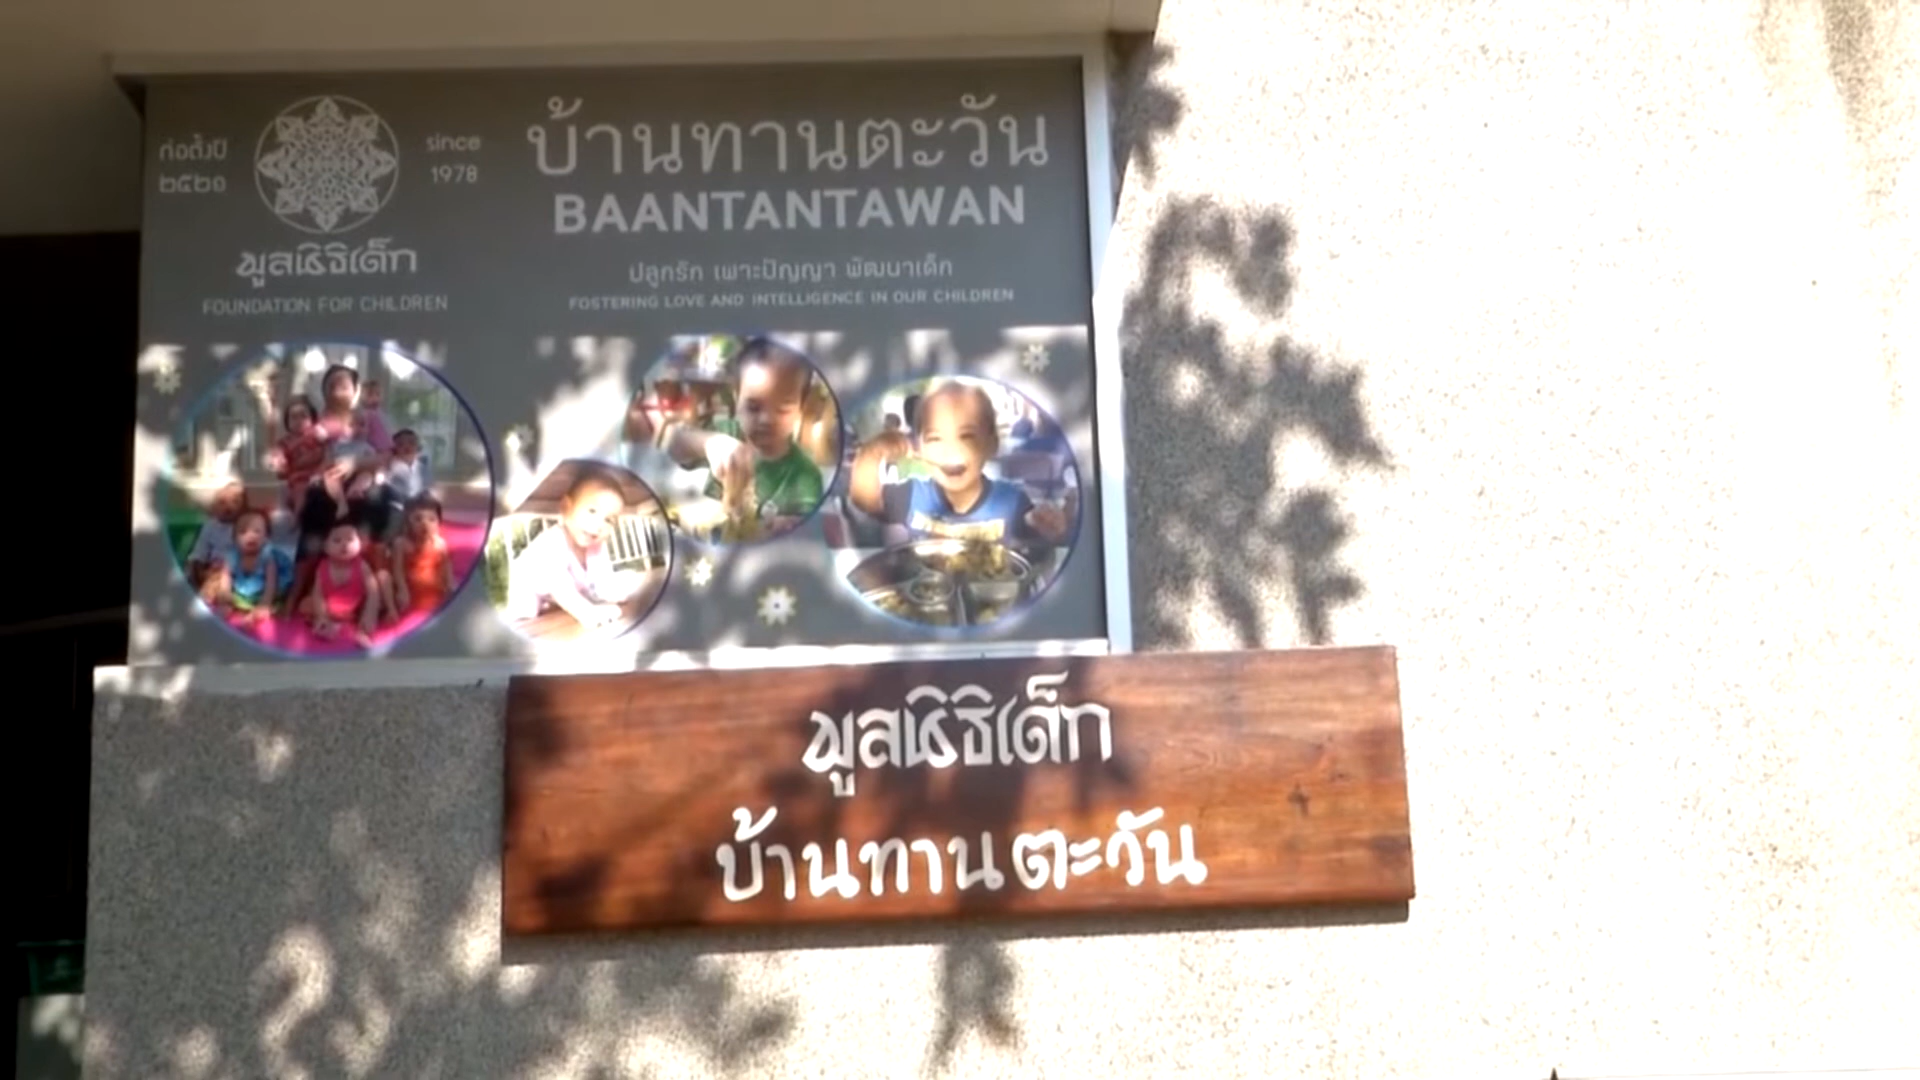 ก่อตั้งปี
๒๕๒๑
since
1978
มูลนิธิเด็ก
FOUNDATION FOR CHILDREN
บ้านทานตะวัน
BAANTANTAWAN
ปลูกรัก เพาะปัญญา พัฒนาเด็ก
FOSTERING LOVE AND INTELLIGENCE IN OUR CHILDREN
มูลนิธิเด็ก
บ้านทานตะวัน